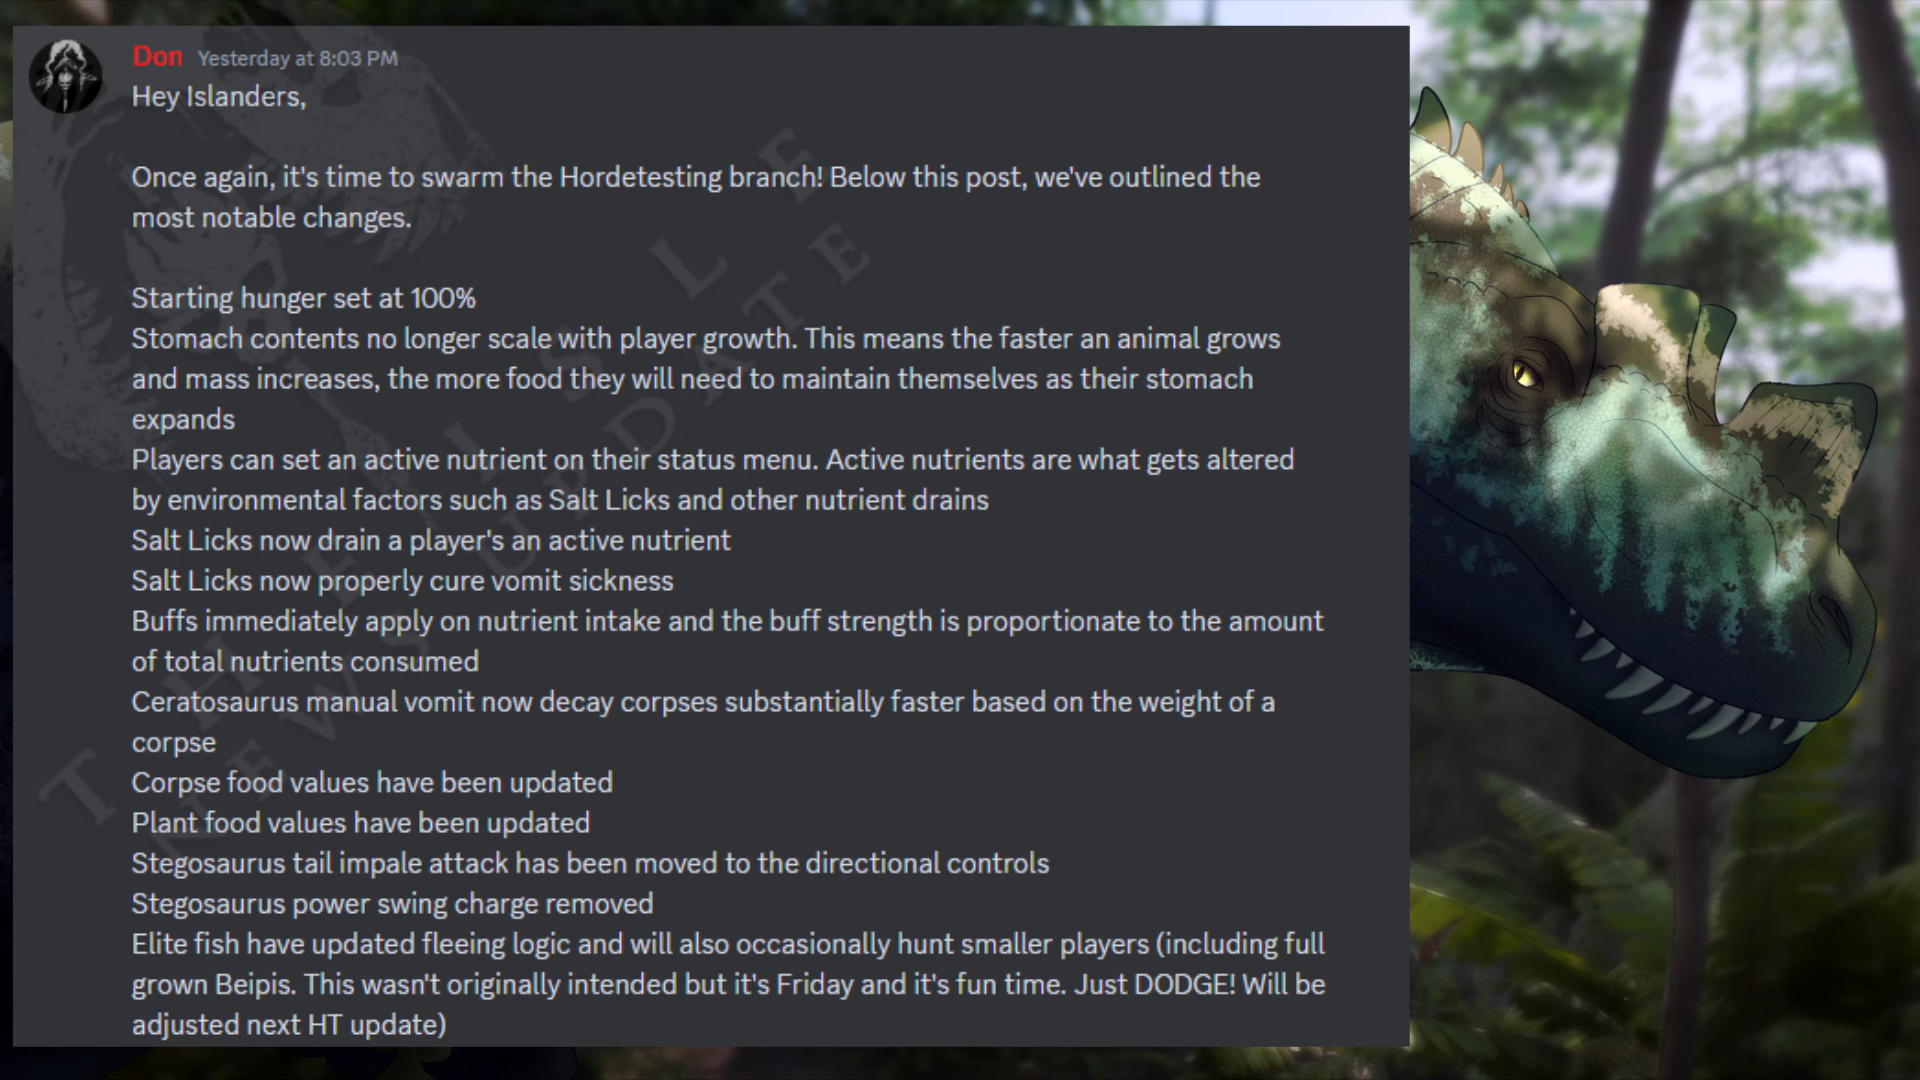 Don Yesterday at 8:03 PM
Hey Islanders,
Once again, it's time to swarm the Hordetesting branch! Below this post, we've outlined the
most notable changes.
Starting hunger set at 100%
Stomach contents no longer scale with player growth. This means the faster an animal grows
and mass increases, the more food they will need to maintain themselves as their stomach
expands
Players can set an active nutrient on their status menu. Active nutrients are what gets altered
by environmental factors such as Salt Licks and other nutrient drains
Salt Licks now drain a player's an active nutrient
Salt Licks now properly cure vomit sickness
Buffs immediately apply on nutrient intake and the buff strength is proportionate to the amount
of total nutrients consumed
Ceratosaurus manual vomit now decay corpses substantially faster based on the weight of a
corpse
Corpse food values have been updated
Plant food values have been updated
Stegosaurus tail impale attack has been moved to the directional controls
Stegosaurus power swing charge removed
Elite fish have updated fleeing logic and will also occasionally hunt smaller players (including full
grown Beipis. This wasn't originally intended but it's Friday and it's fun time. Just DODGE! Will be
adjusted next HT update)
THE ISLE
NEWS UPDATE